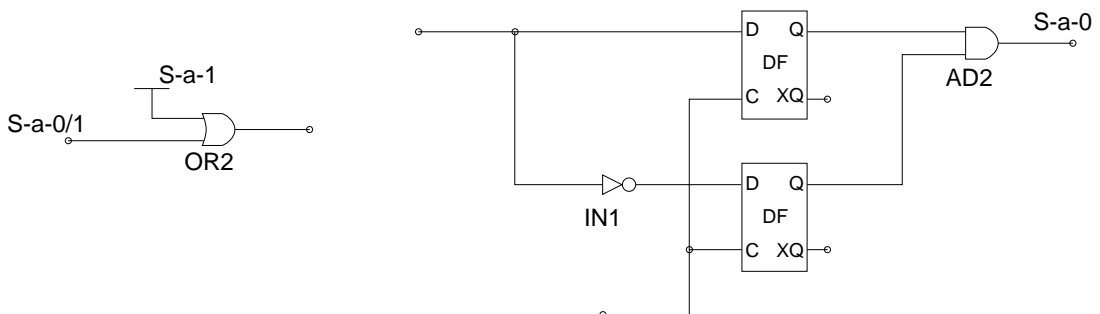 S-a-1
S-a-0/1
OR2
D Q
DF
C XQ
S-a-0
AD2
IN1
D Q
DF
C XQ